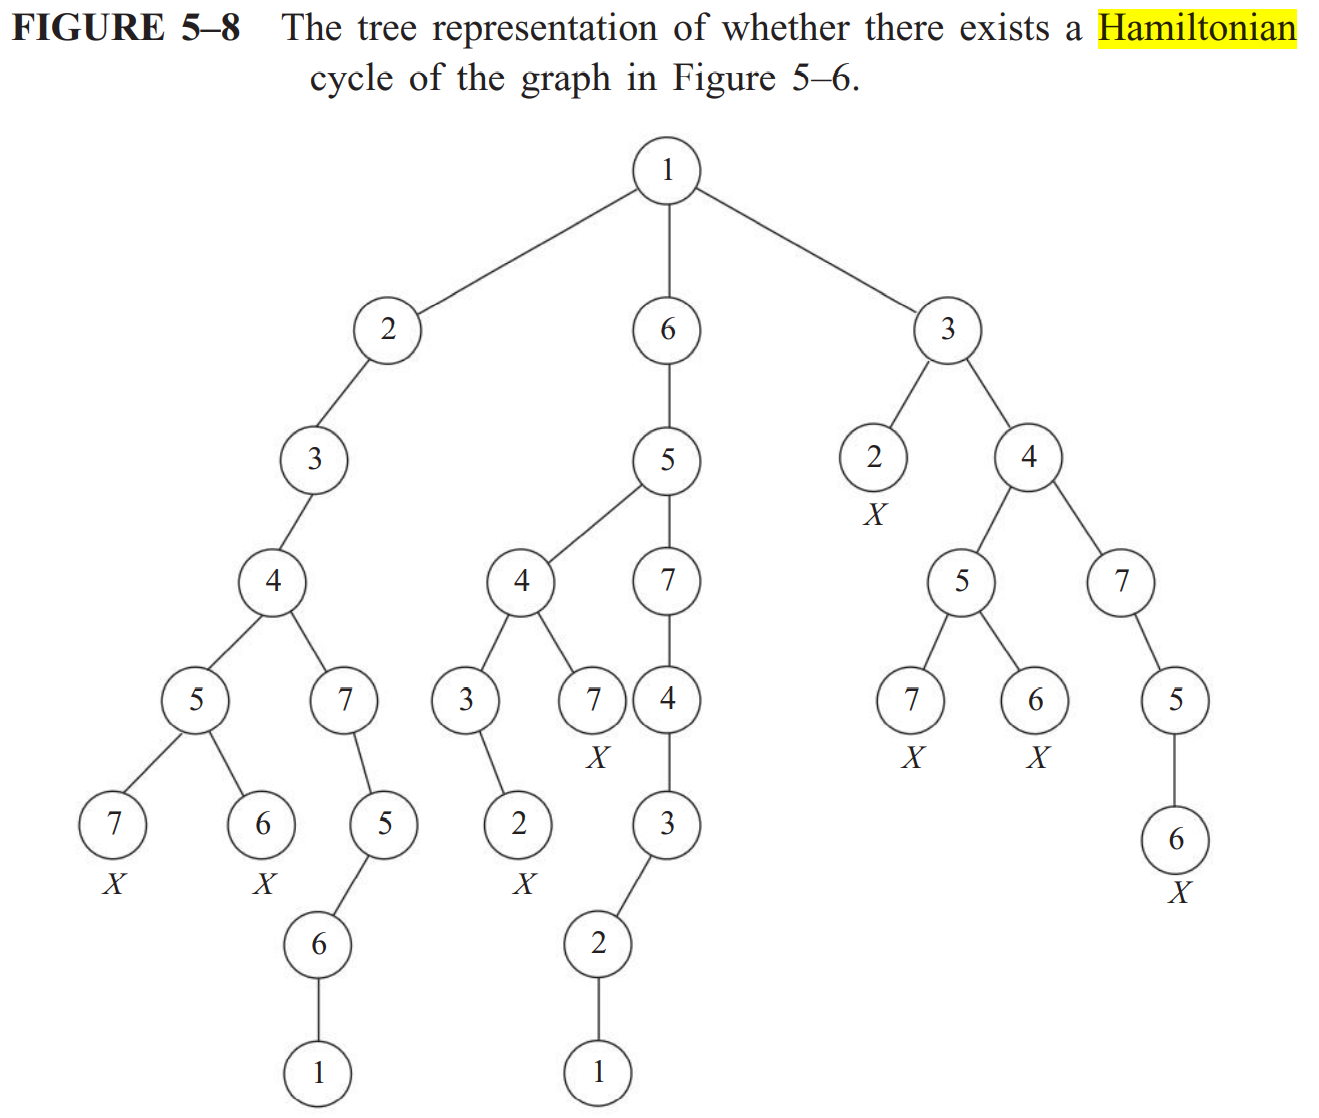 FIGURE 5–8 The tree representation of whether there exists a Hamiltonian
cycle of the graph in Figure 5–6.
1
2 6 3
3 5 2 4
X
4 4 7 5 7
5 7 3 7 4 7 6 5
X X X
7 6 5 2 3 6
X X X X
6 2
1 1